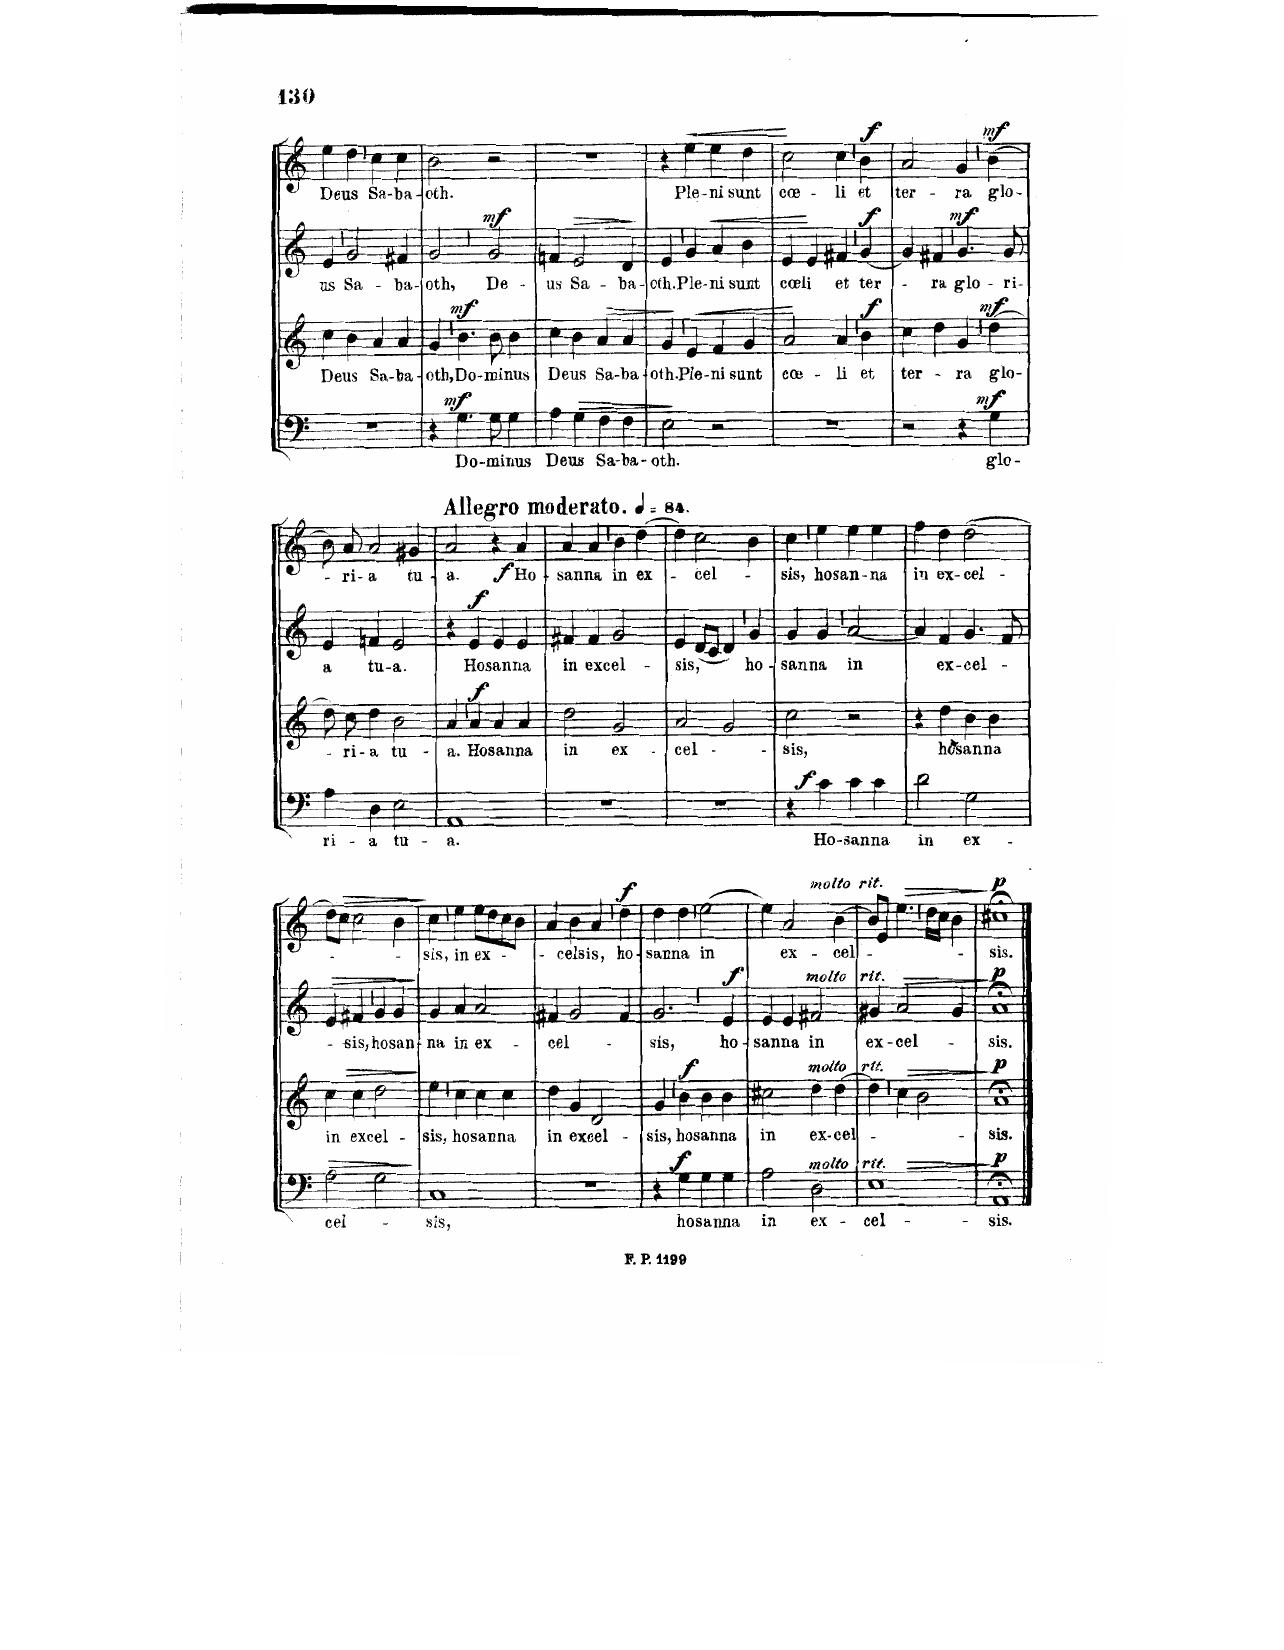 130
f mf
Deus Sa-ba-oth. Ple-ni sunt cœ - li et ter - ra glo-
mf f mf
us Sa - ba-oth, De - us Sa - ba-oth. Ple-ni sunt cœli et ter - ra glo - ri-
mf f mf
Deus Sa-ba-oth, Do-minus Deus Sa-ba-oth. Ple-ni sunt cœ - li et ter - ra glo-
mf mf
Do-minus Deus Sa-ba-oth. glo-
Allegro moderato. ♩= 84.
- ri-a tu - a. f Ho - sanna in ex - cel - sis, hosan-na in ex-cel -
f
a tu-a. Hosanna in excel - sis, ho-sanna in ex-cel -
f
- ri-a tu - a. Hosanna in ex - cel - sis, hosanna
f
ri - a tu - a. Ho-sanna in ex -
f molto rit. p
- sis, in ex - celsis, ho-sanna in ex - cel - sis.
f molto rit. p
- sis, hosan-na in ex - cel - sis, ho-sanna in ex-cel - sis.
f molto rit. p
in excel - sis, hosanna in excel - sis, hosanna in ex-cel - sis.
f molto rit. p
cel - sis, hosanna in ex - cel - sis.
F. P. 1199